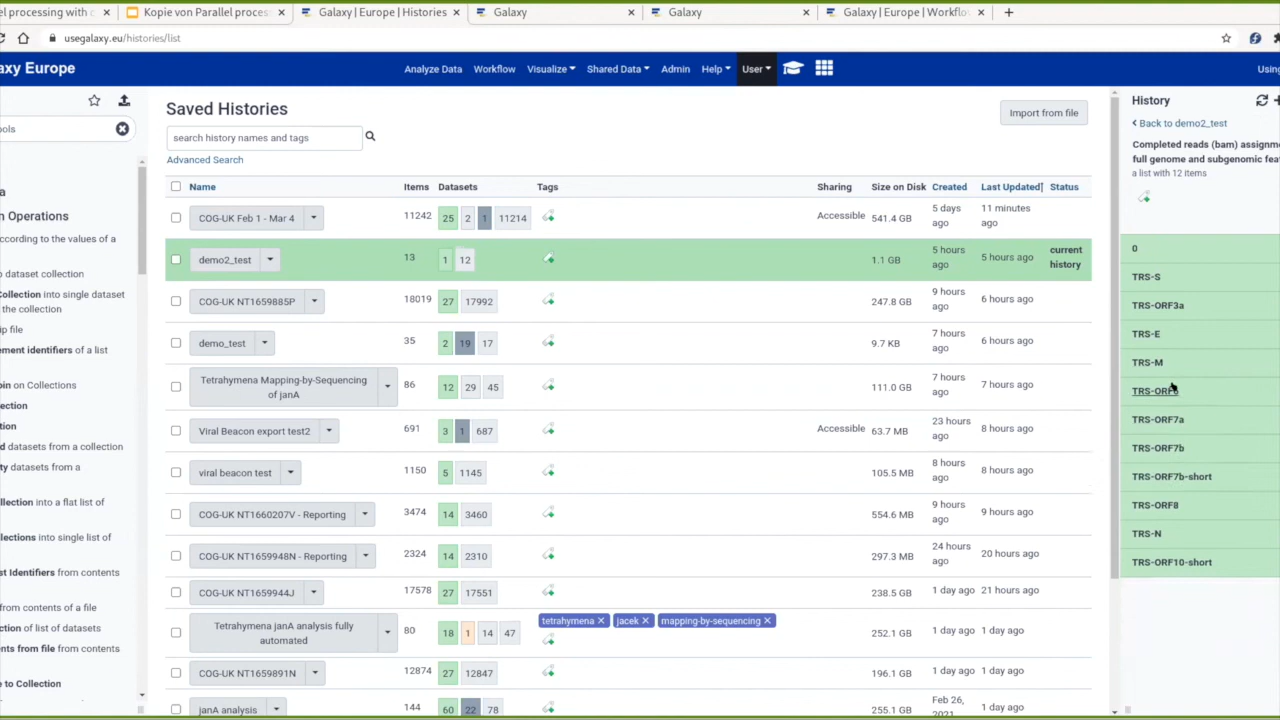 el processing with c
Kopie von Parallel proces
Galaxy | Europe | Histories
Galaxy
Galaxy
Galaxy | Europe | Workflo
usegalaxy.eu/histories/list
axy Europe
Analyze Data
Workflow
Visualize
Shared Data
Admin
Help
User
Using
ols
a
n Operations
according to the values of a
o dataset collection
Collection into single dataset
the collection
ip file
ement identifiers of a list
oin on Collections
ection
tion
d datasets from a collection
ty datasets from a
llection into a flat list of
lections into single list of
st Identifiers from contents
from contents of a file
ction of list of datasets
nts from file from contents
e to Collection
Saved Histories
Import from file
search history names and tags
Advanced Search
Name Items Datasets Tags Sharing Size on Disk Created Last Updated↑ Status
COG-UK Feb 1 - Mar 4 11242 25 2 1 11214 Accessible 541.4 GB 5 days ago 11 minutes ago
demo2_test 13 1 12 1.1 GB 5 hours ago 5 hours ago current history
COG-UK NT1659885P 18019 27 17992 247.8 GB 9 hours ago 6 hours ago
demo_test 35 2 19 17 9.7 KB 7 hours ago 6 hours ago
Tetrahymena Mapping-by-Sequencing of janA 86 12 29 45 111.0 GB 7 hours ago 7 hours ago
Viral Beacon export test2 691 3 1 687 Accessible 63.7 MB 23 hours ago 8 hours ago
viral beacon test 1150 5 1145 105.5 MB 8 hours ago 8 hours ago
COG-UK NT1660207V - Reporting 3474 14 3460 554.6 MB 9 hours ago 9 hours ago
COG-UK NT1659948N - Reporting 2324 14 2310 297.3 MB 24 hours ago 20 hours ago
COG-UK NT1659944J 17578 27 17551 238.5 GB 1 day ago 21 hours ago
Tetrahymena janA analysis fully automated 80 18 1 14 47 tetrahymena × jacek × mapping-by-sequencing × 252.1 GB 1 day ago 1 day ago
COG-UK NT1659891N 12874 27 12847 196.1 GB 1 day ago 1 day ago
janA analysis 144 60 22 78 255.1 GB Feb 26, 2021 1 day ago
History
Back to demo2_test
Completed reads (bam) assignme
full genome and subgenomic fea
a list with 12 items
0
TRS-S
TRS-ORF3a
TRS-E
TRS-M
TRS-ORF6
TRS-ORF7a
TRS-ORF7b
TRS-ORF7b-short
TRS-ORF8
TRS-N
TRS-ORF10-short